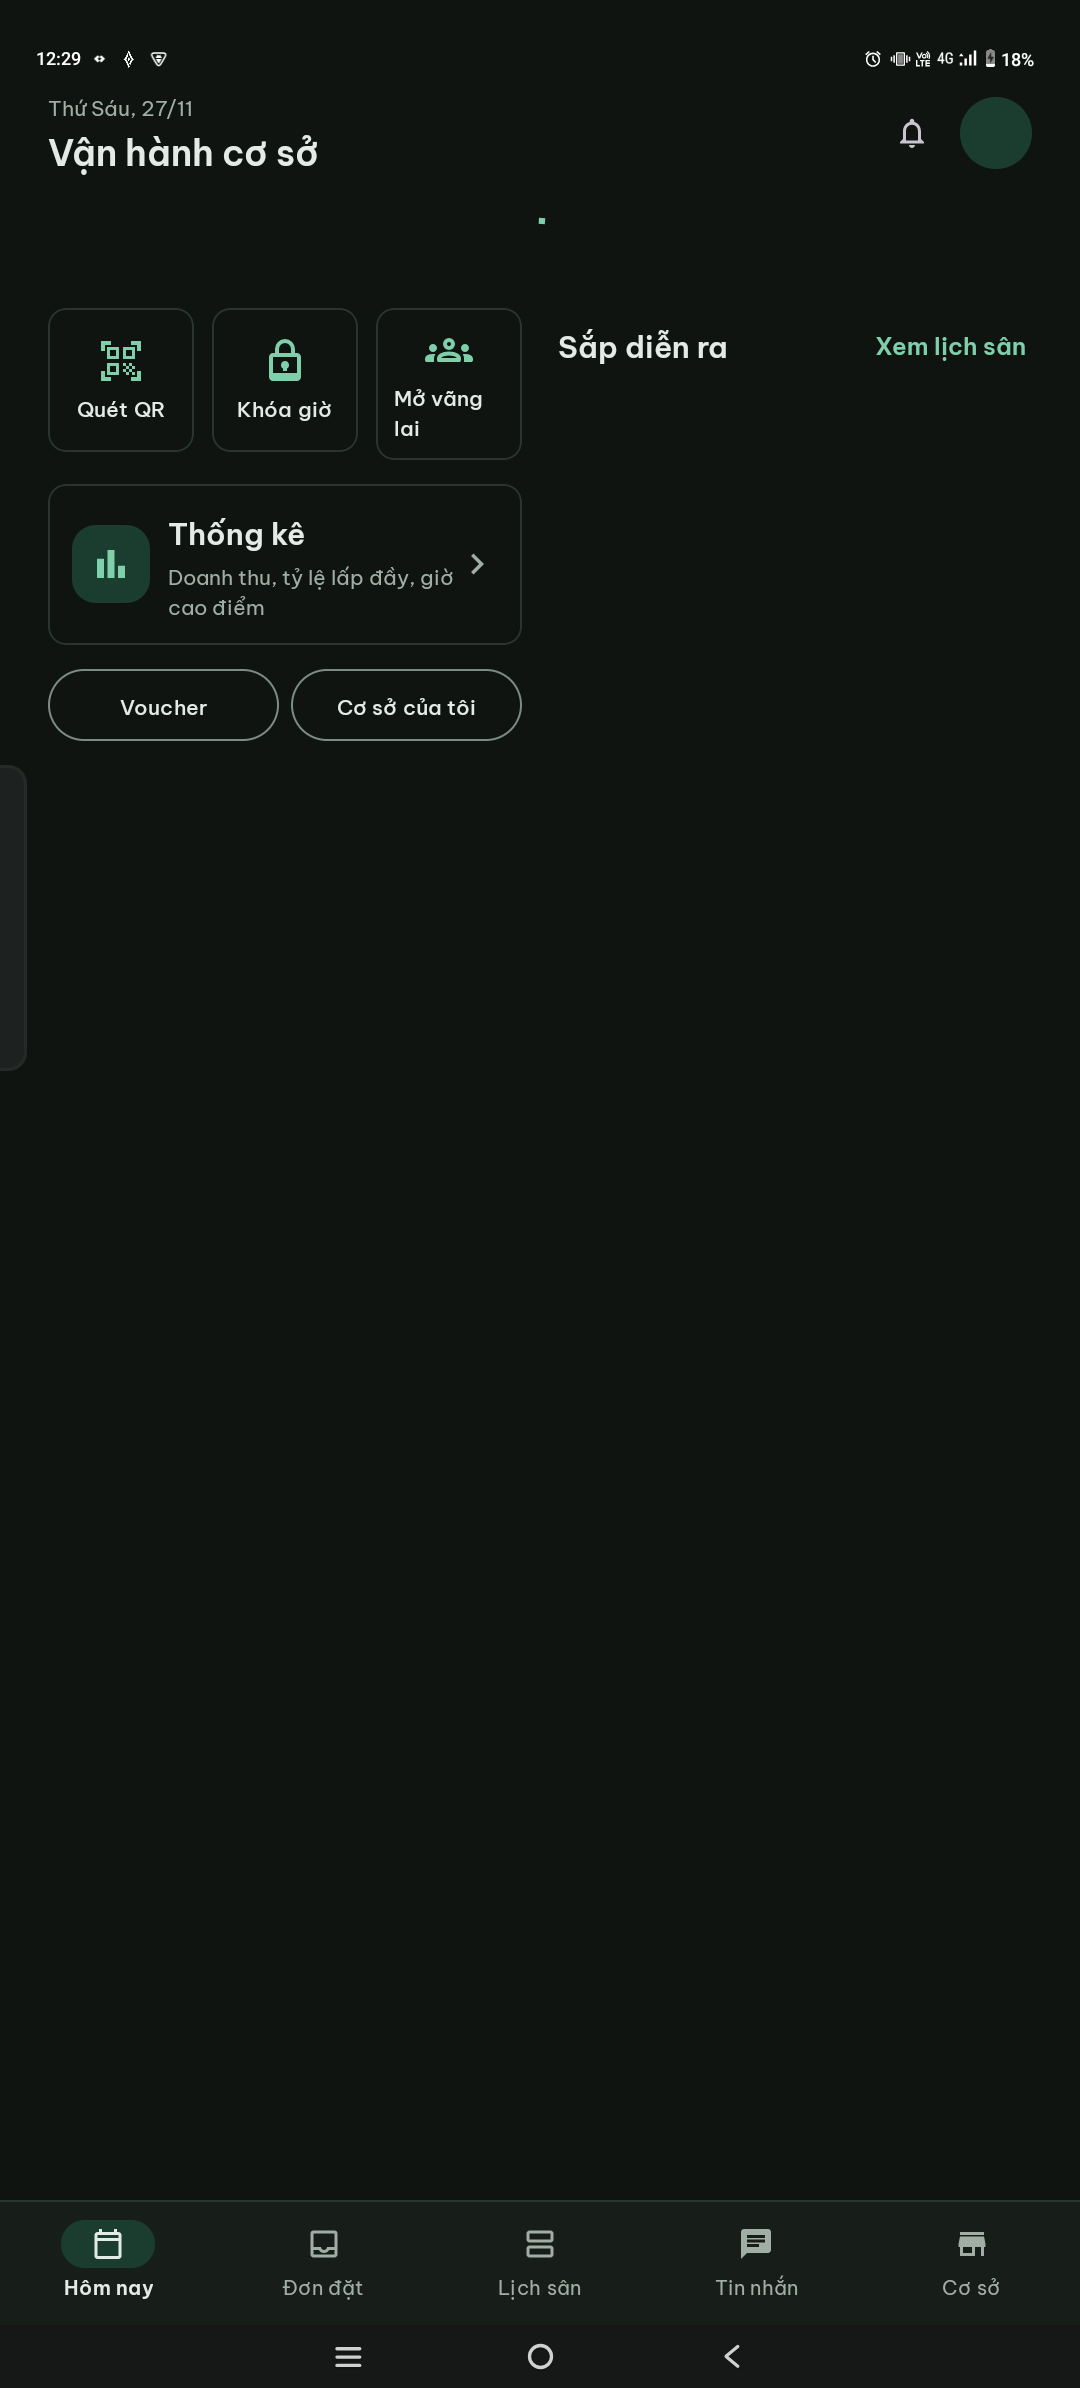 12:29
4G
18%
Thứ Sáu, 27/11
Vận hành cơ sở
Quét QR
Khóa giờ
Mở vãng
lai
Sắp diễn ra
Xem lịch sân
Thống kê
Doanh thu, tỷ lệ lấp đầy, giờ
cao điểm
Voucher
Cơ sở của tôi
Hôm nay
Đơn đặt
Lịch sân
Tin nhắn
Cơ sở